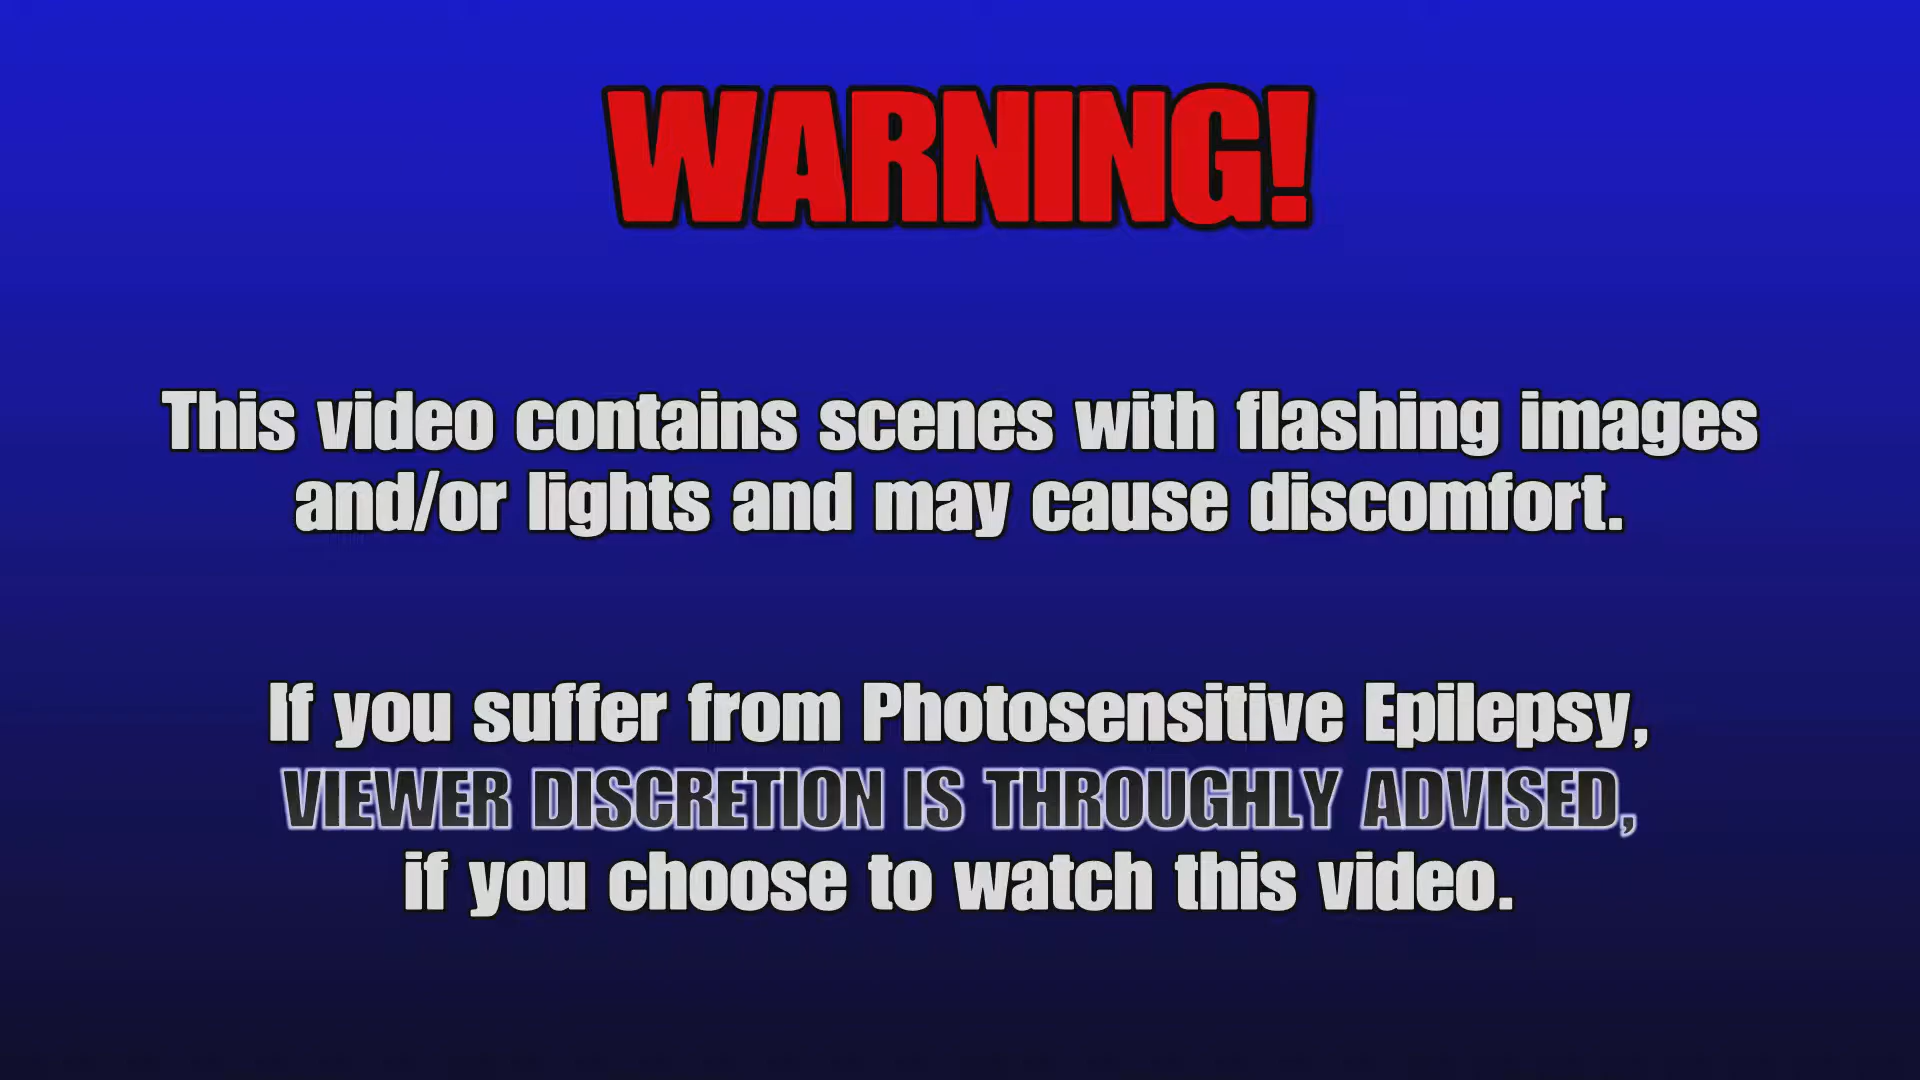 WARNING!
This video contains scenes with flashing images
and/or lights and may cause discomfort.
If you suffer from Photosensitive Epilepsy,
VIEWER DISCRETION IS THROUGHLY ADVISED,
if you choose to watch this video.